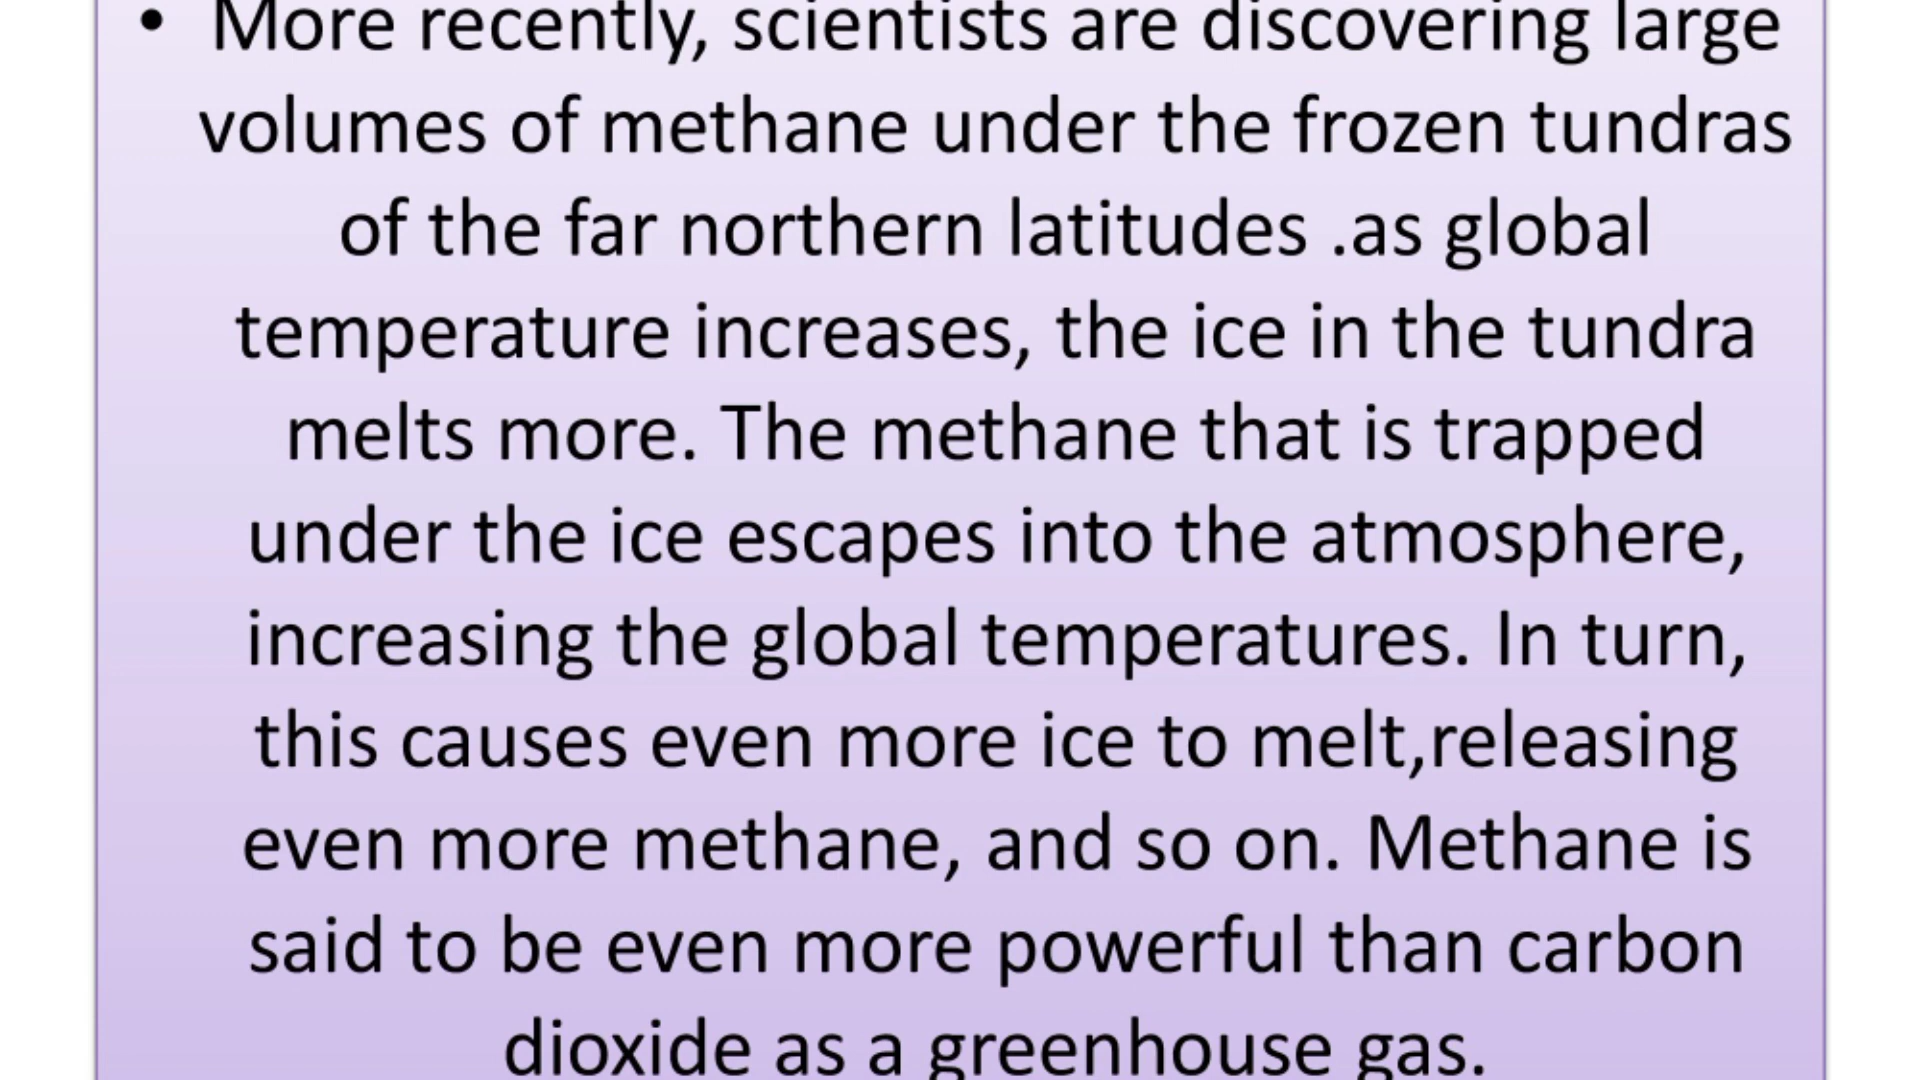 • More recently, scientists are discovering large
volumes of methane under the frozen tundras
of the far northern latitudes .as global
temperature increases, the ice in the tundra
melts more. The methane that is trapped
under the ice escapes into the atmosphere,
increasing the global temperatures. In turn,
this causes even more ice to melt,releasing
even more methane, and so on. Methane is
said to be even more powerful than carbon
dioxide as a greenhouse gas.